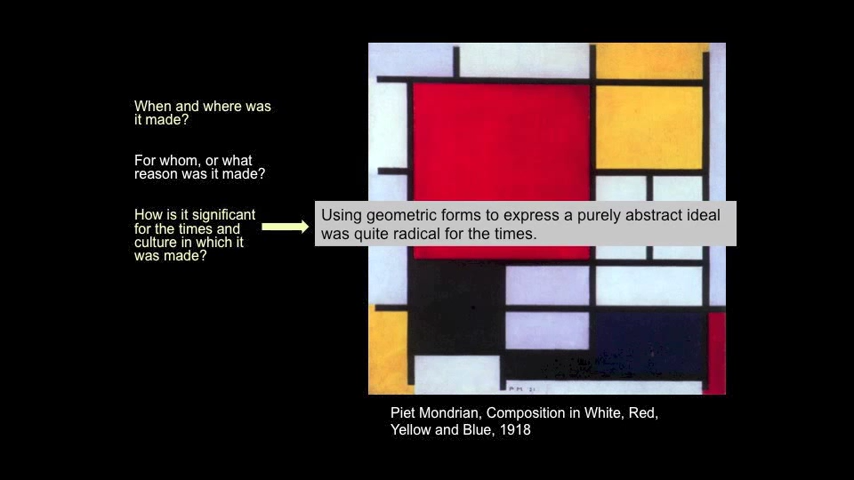 When and where was
it made?
For whom, or what
reason was it made?
How is it significant
for the times and
culture in which it
was made?
Using geometric forms to express a purely abstract ideal
was quite radical for the times.
Piet Mondrian, Composition in White, Red,
Yellow and Blue, 1918